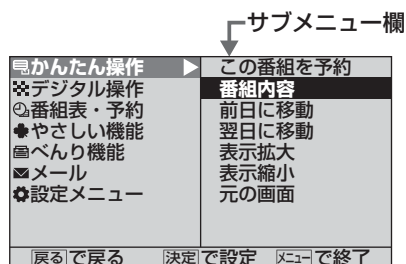 サブメニュー欄
かんたん操作
デジタル操作
番組表・予約
やさしい機能
べんり機能
メール
設定メニュー
この番組を予約
番組内容
前日に移動
翌日に移動
表示拡大
表示縮小
元の画面
戻るで戻る 決定で設定 メニューで終了